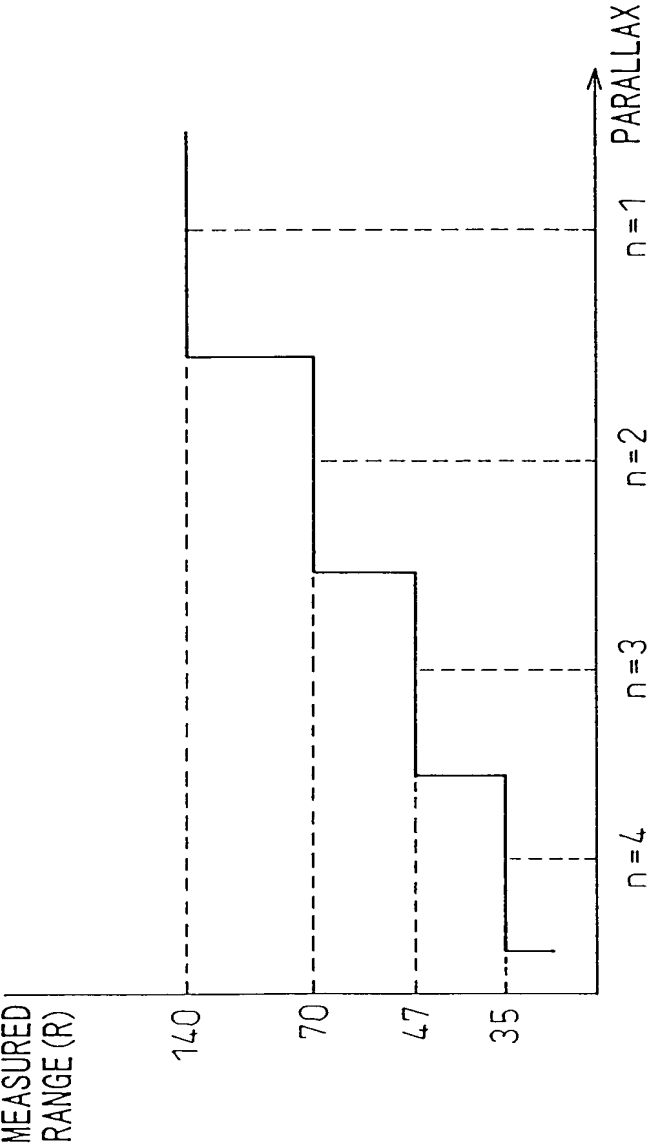 MEASURED
RANGE(R)
140
70
47
35
n=4
n=3
n=2
n=1
PARALLAX